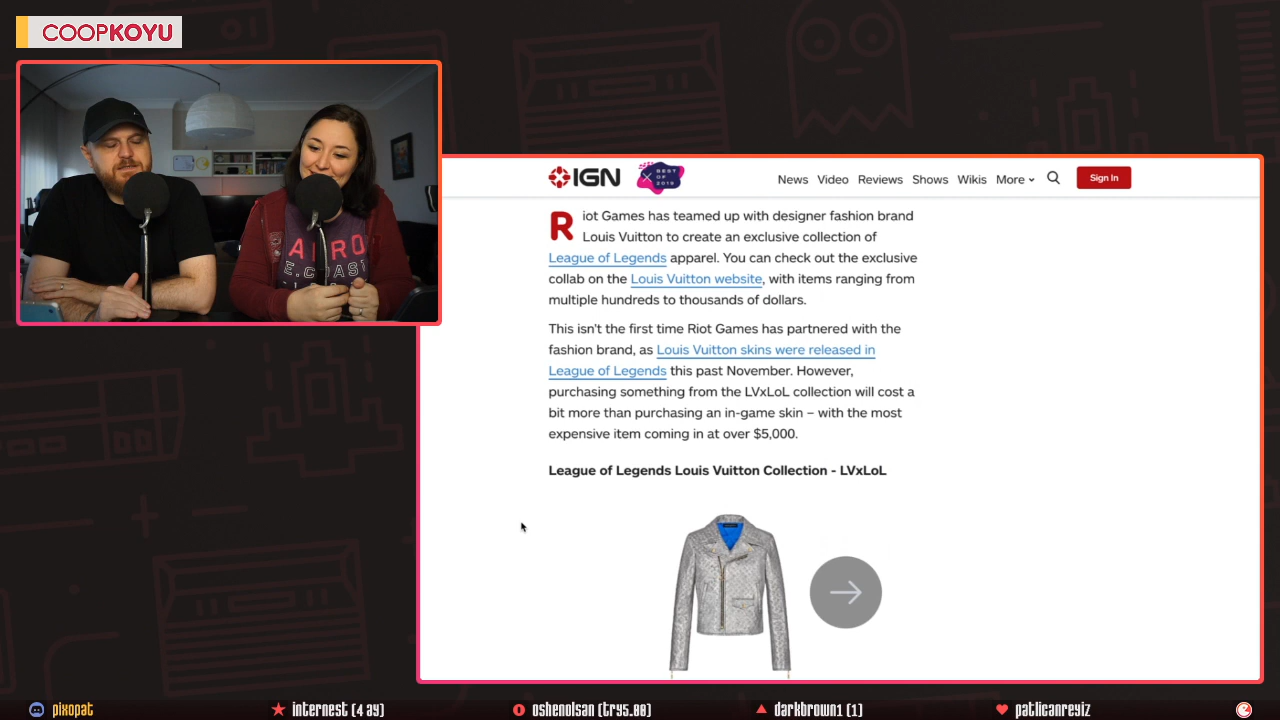 COOPKOYU
AERO
E.COAST
IGN
BEST
OF
2019
News Video Reviews Shows Wikis More
Sign In
Riot Games has teamed up with designer fashion brand
Louis Vuitton to create an exclusive collection of
League of Legends apparel. You can check out the exclusive
collab on the Louis Vuitton website, with items ranging from
multiple hundreds to thousands of dollars.
This isn't the first time Riot Games has partnered with the
fashion brand, as Louis Vuitton skins were released in
League of Legends this past November. However,
purchasing something from the LVxLoL collection will cost a
bit more than purchasing an in-game skin – with the most
expensive item coming in at over $5,000.
League of Legends Louis Vuitton Collection - LVxLoL
pixopat
internest (4 ay)
oshenolsan (try5.00)
darkbrown1 (1)
patlicanreyiz